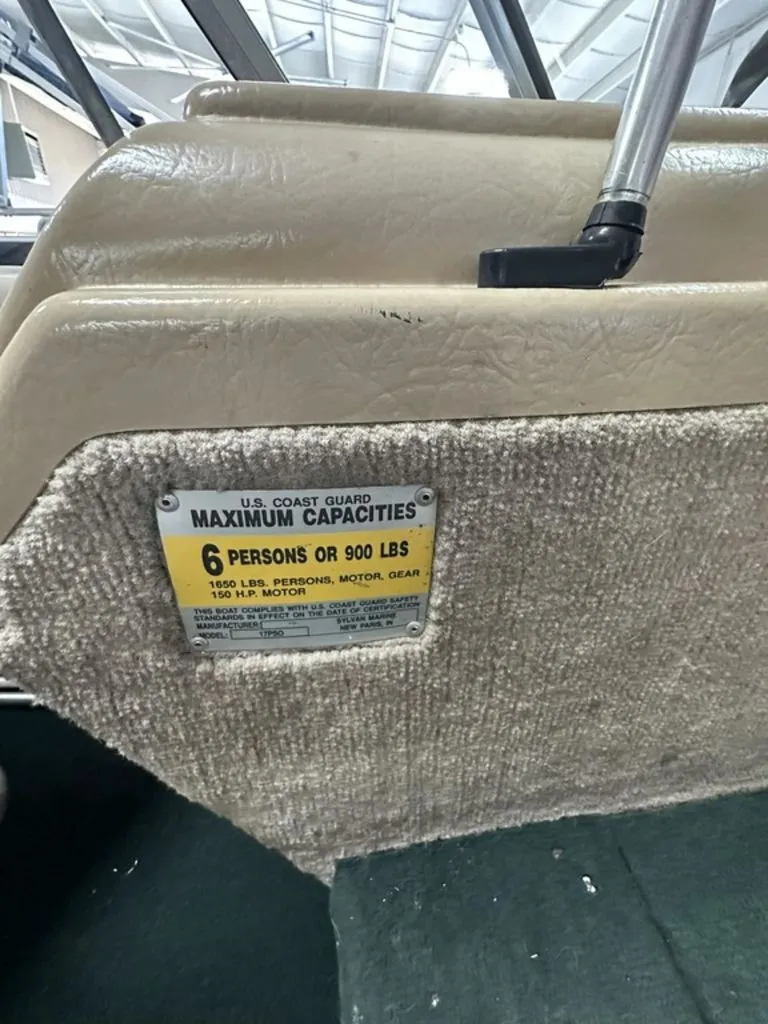 U.S. COAST GUARD
MAXIMUM CAPACITIES
6 PERSONS OR 900 LBS
1650 LBS. PERSONS, MOTOR, GEAR
150 H.P. MOTOR
THIS BOAT COMPLIES WITH U.S. COAST GUARD SAFETY
STANDARDS IN EFFECT ON THE DATE OF CERTIFICATION
MANUFACTURER: SYLVAN MARINE
MODEL: 17PSO NEW PARIS, IN